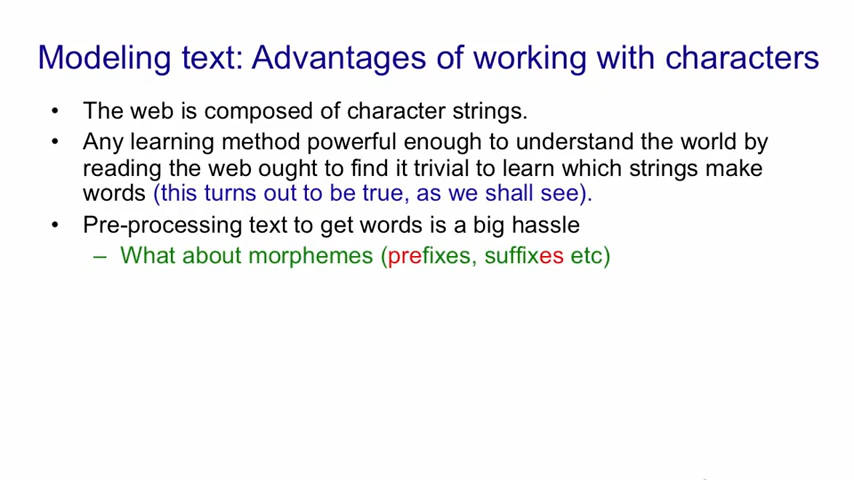 Modeling text: Advantages of working with characters
• The web is composed of character strings.
• Any learning method powerful enough to understand the world by
reading the web ought to find it trivial to learn which strings make
words (this turns out to be true, as we shall see).
• Pre-processing text to get words is a big hassle
– What about morphemes (prefixes, suffixes etc)